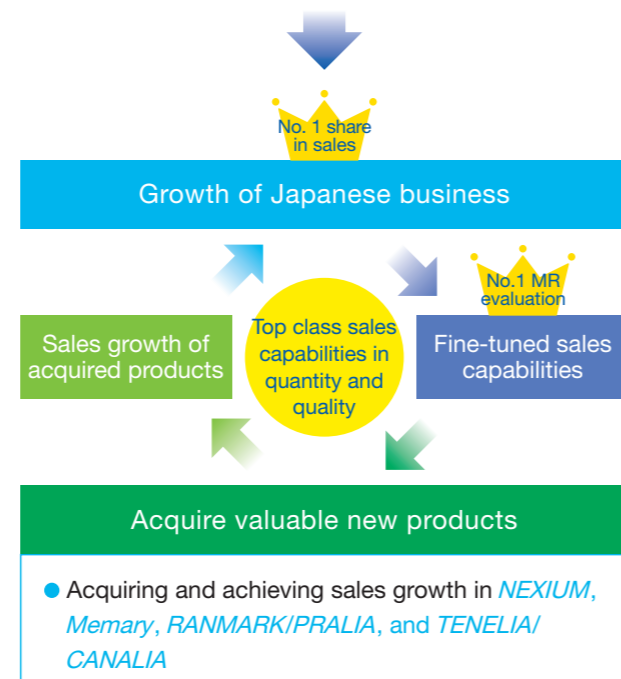 No. 1 share
in sales
Growth of Japanese business
No.1 MR
evaluation
Sales growth of
acquired products
Top class sales
capabilities in
quantity and
quality
Fine-tuned sales
capabilities
Acquire valuable new products
● Acquiring and achieving sales growth in NEXIUM,
Memary, RANMARK/PRALIA, and TENELIA/
CANALIA